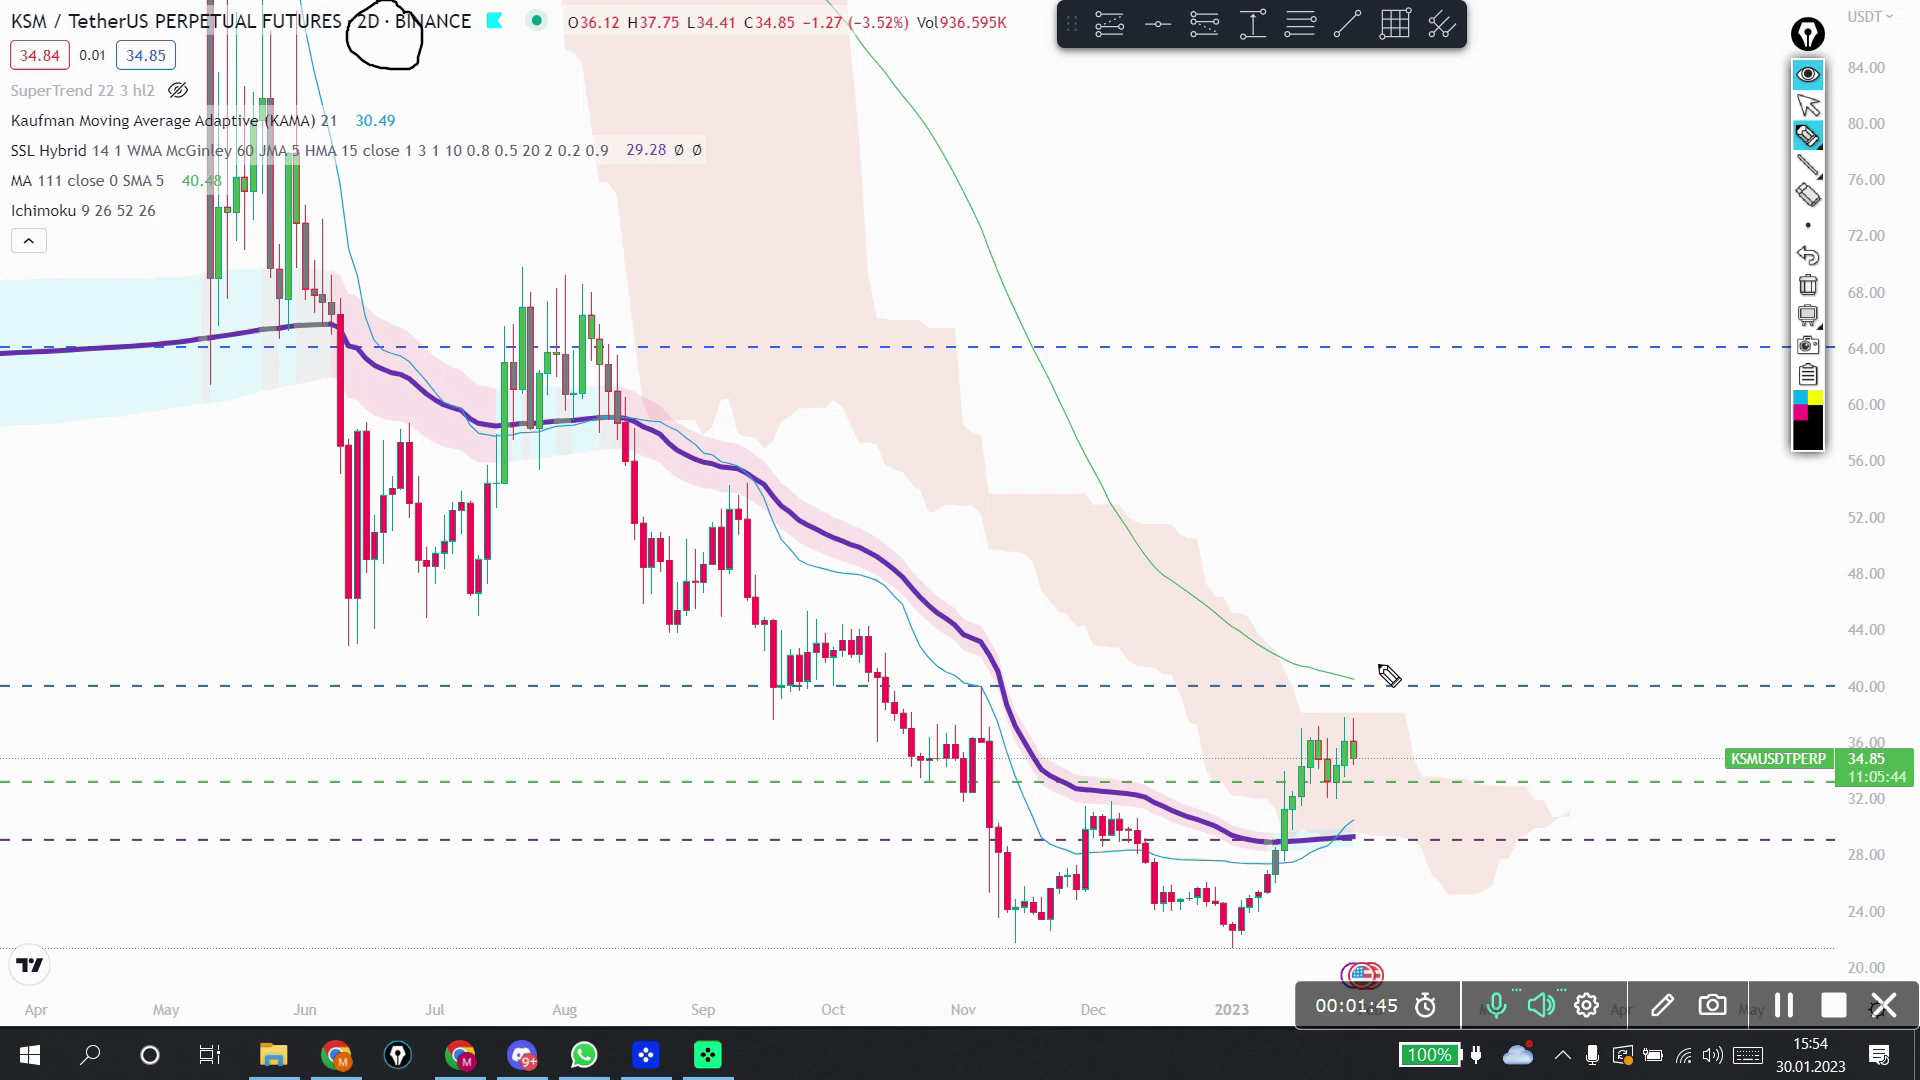 KSM / TetherUS PERPETUAL FUTURES · 2D · BINANCE O36.12 H37.75 L34.41 C34.85 −1.27 (−3.52%) Vol936.595K
USDT
34.84 0.01 34.85
SuperTrend 22 3 hl2
Kaufman Moving Average Adaptive (KAMA) 21 30.49
SSL Hybrid 14 1 WMA McGinley 60 JMA 5 HMA 15 close 1 3 1 10 0.8 0.5 20 2 0.2 0.9 29.28 Ø Ø
MA 111 close 0 SMA 5 40.48
Ichimoku 9 26 52 26
84.00
80.00
76.00
72.00
68.00
64.00
60.00
56.00
52.00
48.00
44.00
40.00
36.00
KSMUSDTPERP 34.85
11:05:44
32.00
28.00
24.00
20.00
Apr May Jun Jul Aug Sep Oct Nov Dec 2023 Apr May
00:01:45
9+
100%
15:54
30.01.2023